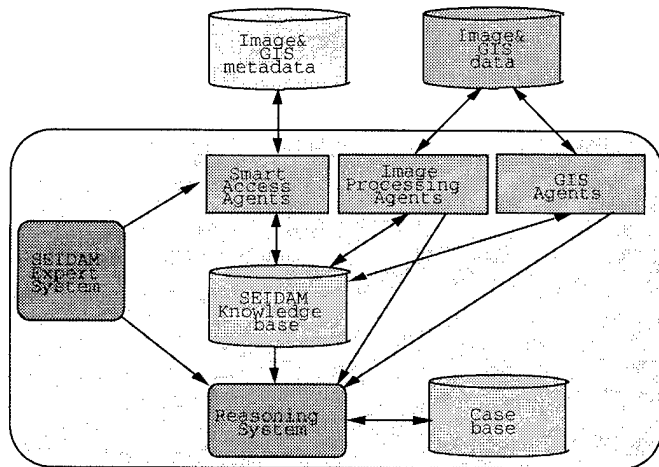 Image&
GIS
metadata
Image&
GIS
data
Smart
Access
Agents
Image
Processing
Agents
GIS
Agents
SEIDAM
Expert
System
SEIDAM
Knowledge
base
Reasoning
System
Case
base